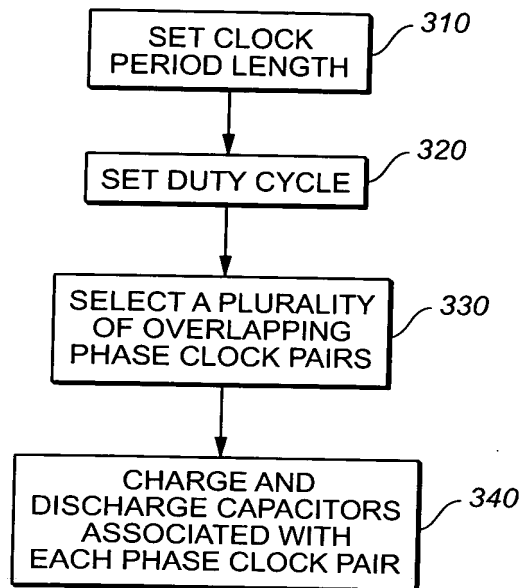 SET CLOCK
PERIOD LENGTH
310
SET DUTY CYCLE
320
SELECT A PLURALITY
OF OVERLAPPING
PHASE CLOCK PAIRS
330
CHARGE AND
DISCHARGE CAPACITORS
ASSOCIATED WITH
EACH PHASE CLOCK PAIR
340